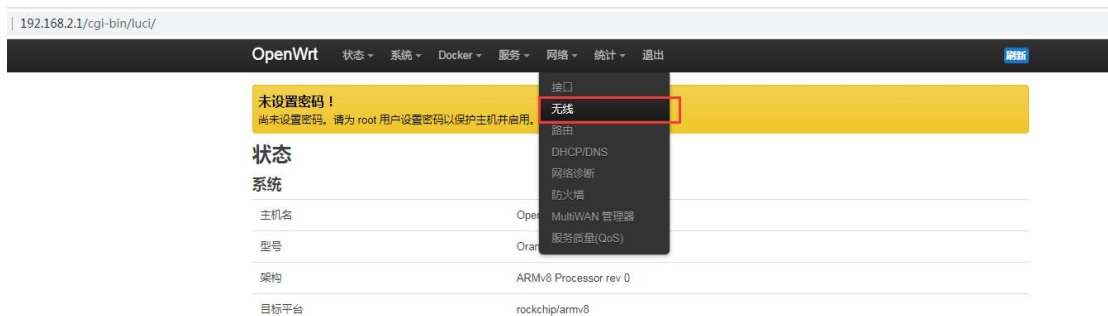 192.168.2.1/cgi-bin/luci/
OpenWrt 状态 系统 Docker 服务 网络 统计 退出 刷新
接口
无线
路由
DHCP/DNS
网络诊断
防火墙
MultiWAN 管理器
服务质量(QoS)
未设置密码！
尚未设置密码。请为 root 用户设置密码以保护主机并启用。
状态
系统
主机名 Ope
型号 Oran
架构 ARMv8 Processor rev 0
目标平台 rockchip/armv8